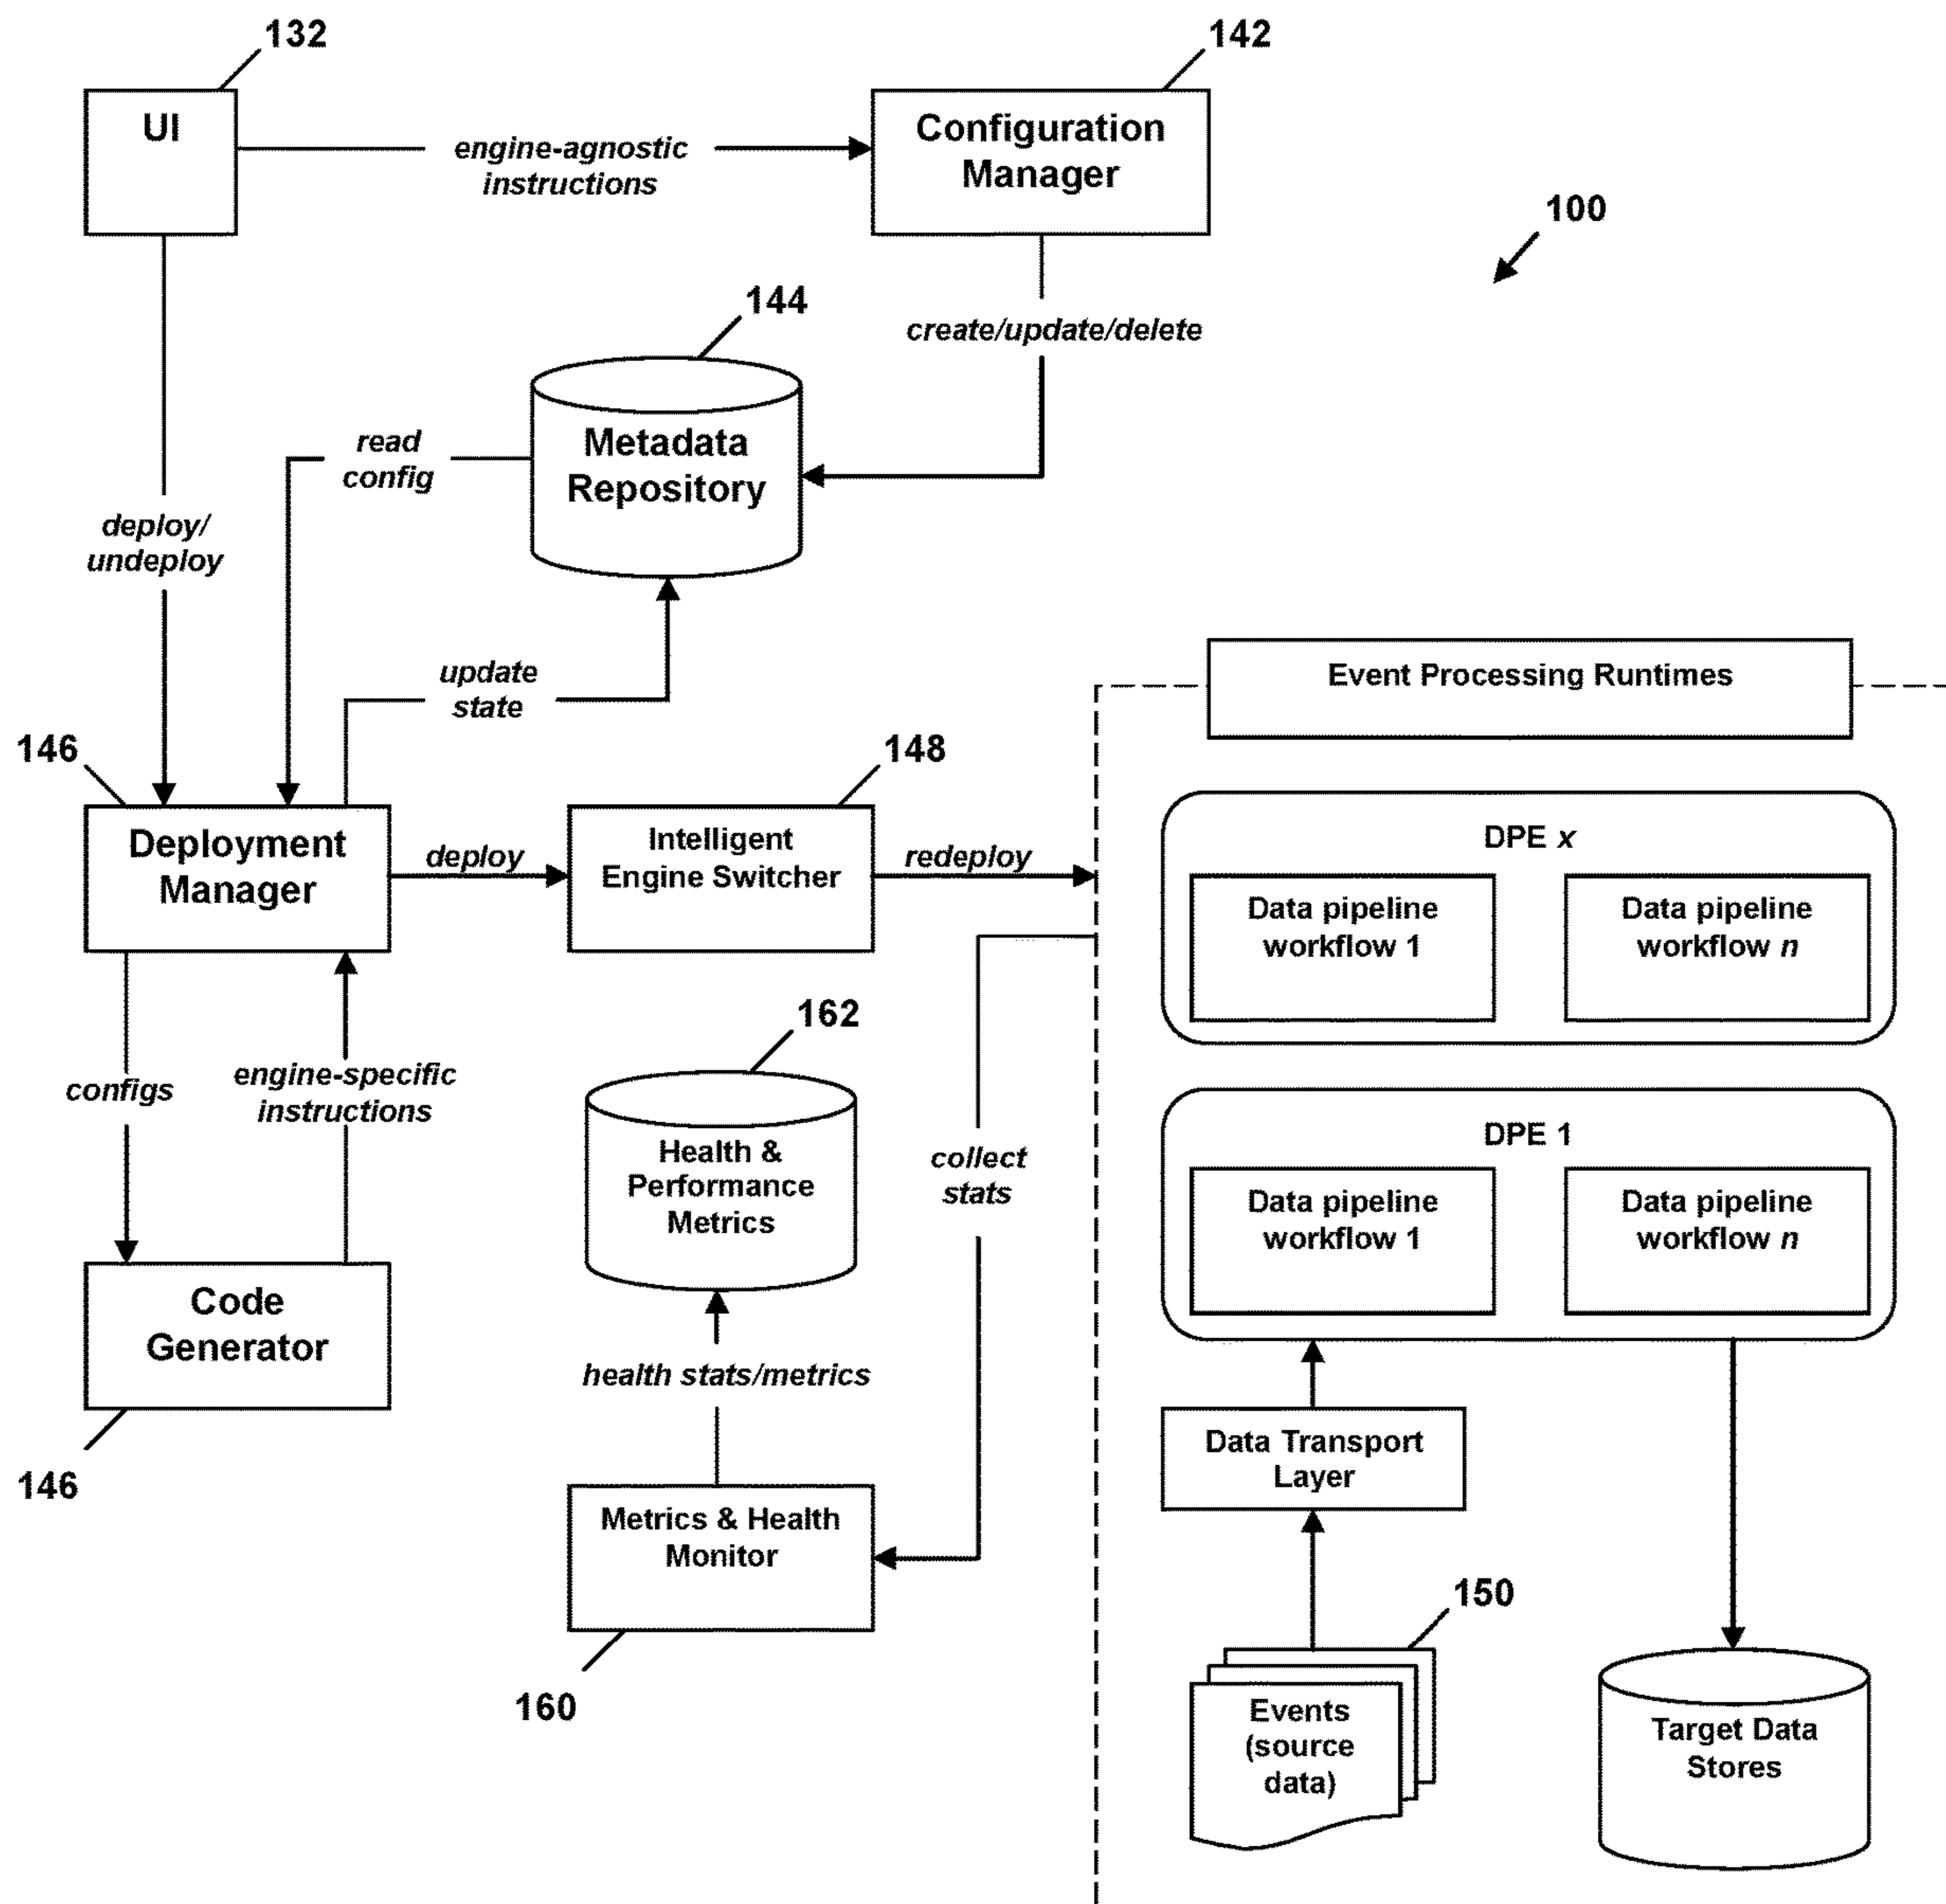 132
142
UI
engine-agnostic
instructions
Configuration
Manager
100
144
create/update/delete
read
config
Metadata
Repository
deploy/
undeploy
update
state
Event Processing Runtimes
146
148
Deployment
Manager
deploy
Intelligent
Engine Switcher
redeploy
DPE x
Data pipeline
workflow 1
Data pipeline
workflow n
162
configs
engine-specific
instructions
Health &
Performance
Metrics
collect
stats
DPE 1
Data pipeline
workflow 1
Data pipeline
workflow n
Code
Generator
health stats/metrics
Data Transport
Layer
146
Metrics & Health
Monitor
150
160
Events
(source
data)
Target Data
Stores